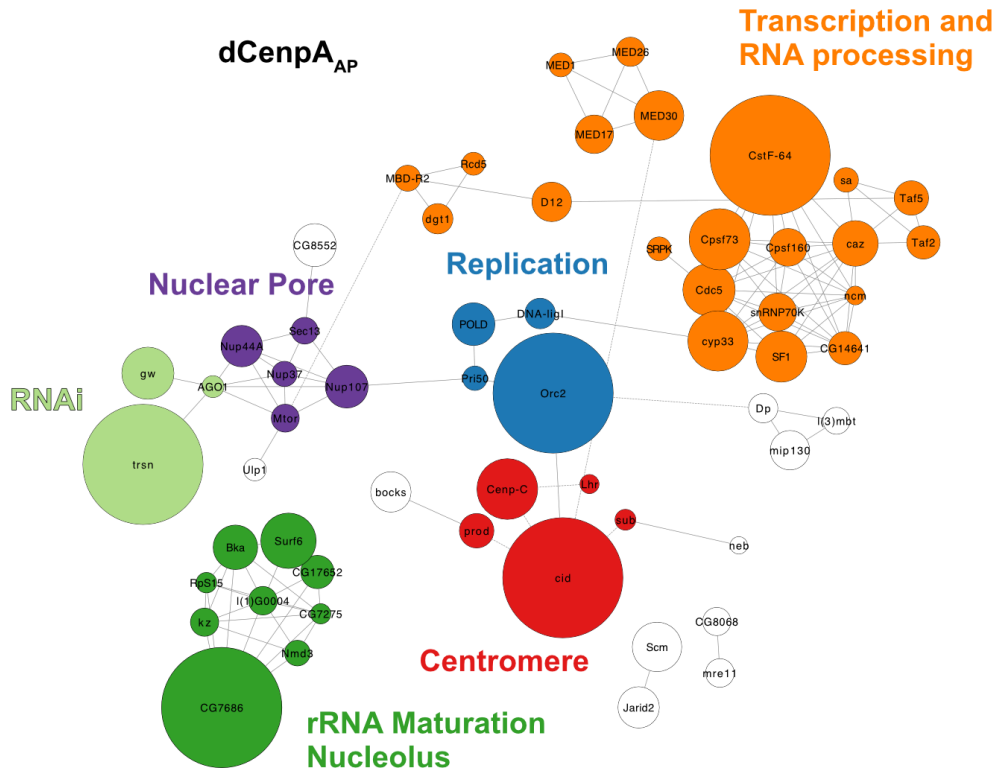 dCenpA_AP
Transcription and
RNA processing
MED26
MED1
MED30
MED17
CstF-64
Rcd5
MBD-R2
dgt1
D12
sa
Taf5
Taf2
caz
Cpsf73
Cpsf160
SRPK
Cdc5
ncm
snRNP70K
cyp33
SF1
CG14641
CG8552
Nuclear Pore
Sec13
Nup44A
Nup37
Nup107
Mtor
Ulp1
Replication
DNA-ligI
POLD
Pri50
Orc2
RNAi
gw
AGO1
trsn
Dp
l(3)mbt
mip130
bocks
Cenp-C
Lhr
prod
sub
neb
cid
Centromere
Bka
Surf6
CG17652
RpS15
l(1)G0004
CG7275
kz
Nmd3
CG7686
rRNA Maturation
Nucleolus
CG8068
Scm
mre11
Jarid2